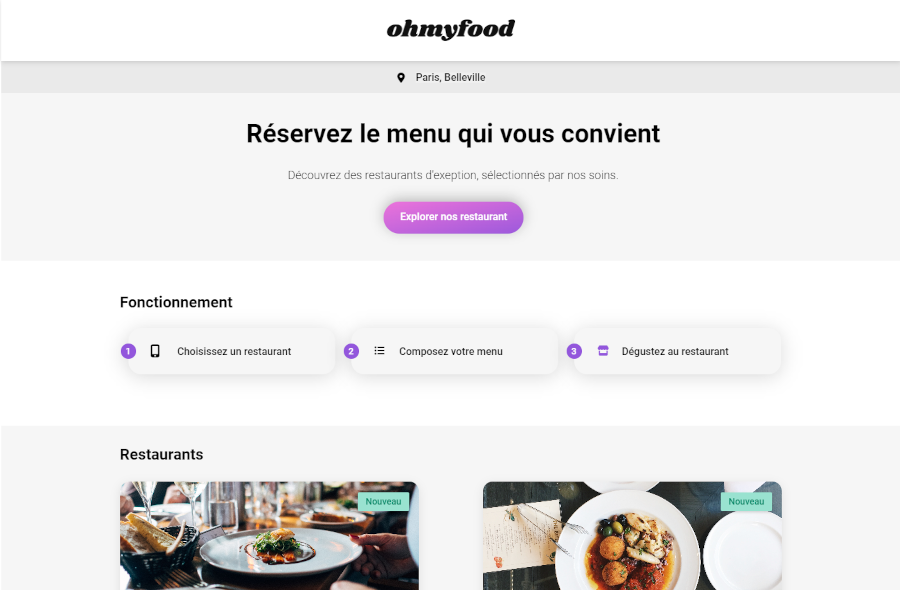 ohmyfood
Paris, Belleville
Réservez le menu qui vous convient
Découvrez des restaurants d'exeption, sélectionnés par nos soins.
Explorer nos restaurant
Fonctionnement
1 Choisissez un restaurant
2 Composez votre menu
3 Dégustez au restaurant
Restaurants
Nouveau
Nouveau